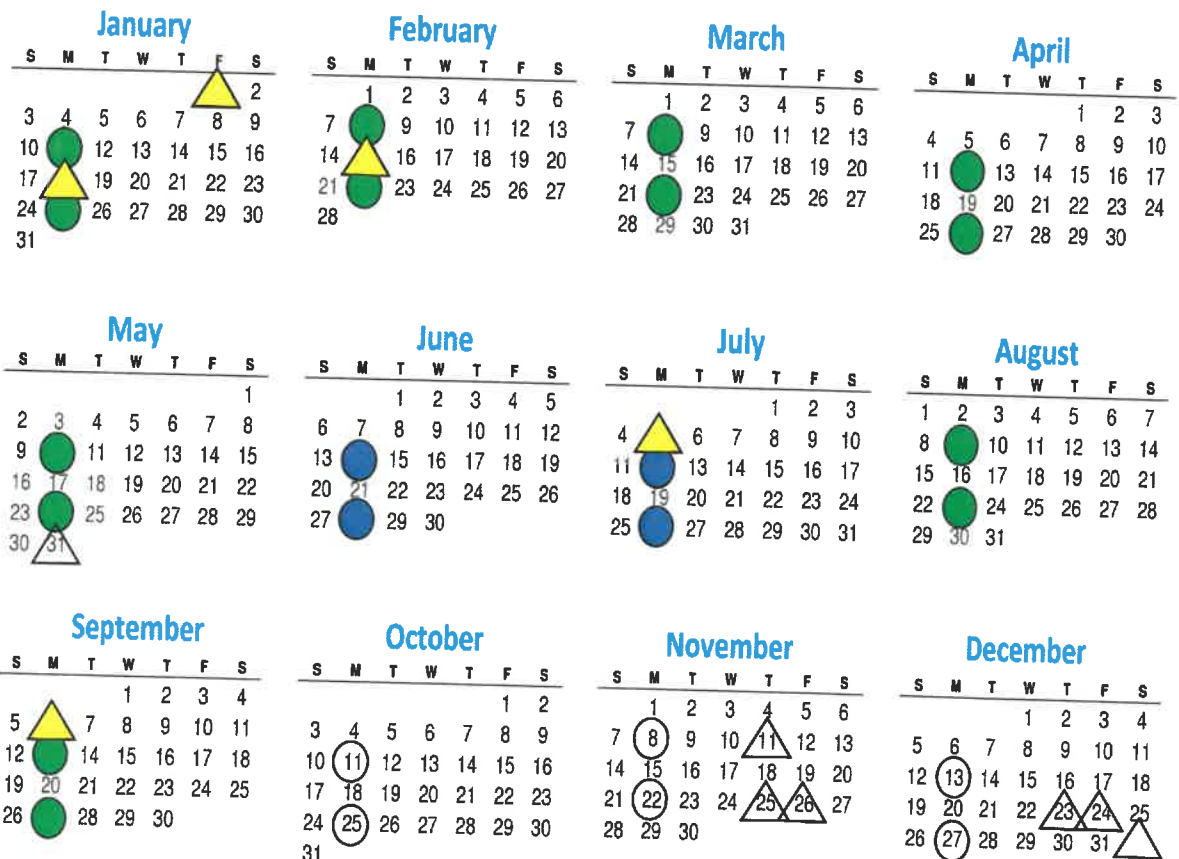 January
S M T W T F S
2
3 4 5 6 7 8 9
10 12 13 14 15 16
17 19 20 21 22 23
24 26 27 28 29 30
31
February
S M T W T F S
1 2 3 4 5 6
7 9 10 11 12 13
14 16 17 18 19 20
21 23 24 25 26 27
28
March
S M T W T F S
1 2 3 4 5 6
7 9 10 11 12 13
14 15 16 17 18 19 20
21 23 24 25 26 27
28 29 30 31
April
S M T W T F S
1 2 3
4 5 6 7 8 9 10
11 13 14 15 16 17
18 19 20 21 22 23 24
25 27 28 29 30
May
S M T W T F S
1
2 3 4 5 6 7 8
9 11 12 13 14 15
16 17 18 19 20 21 22
23 25 26 27 28 29
30 31
June
S M T W T F S
1 2 3 4 5
6 7 8 9 10 11 12
13 15 16 17 18 19
20 21 22 23 24 25 26
27 29 30
July
S M T W T F S
1 2 3
4 6 7 8 9 10
11 13 14 15 16 17
18 19 20 21 22 23 24
25 27 28 29 30 31
August
S M T W T F S
1 2 3 4 5 6 7
8 10 11 12 13 14
15 16 17 18 19 20 21
22 24 25 26 27 28
29 30 31
September
S M T W T F S
1 2 3 4
5 7 8 9 10 11
12 14 15 16 17 18
19 20 21 22 23 24 25
26 28 29 30
October
S M T W T F S
1 2
3 4 5 6 7 8 9
10 11 12 13 14 15 16
17 18 19 20 21 22 23
24 25 26 27 28 29 30
31
November
S M T W T F S
1 2 3 4 5 6
7 8 9 10 11 12 13
14 15 16 17 18 19 20
21 22 23 24 25 26 27
28 29 30
December
S M T W T F S
1 2 3 4
5 6 7 8 9 10 11
12 13 14 15 16 17 18
19 20 21 22 23 24 25
26 27 28 29 30 31